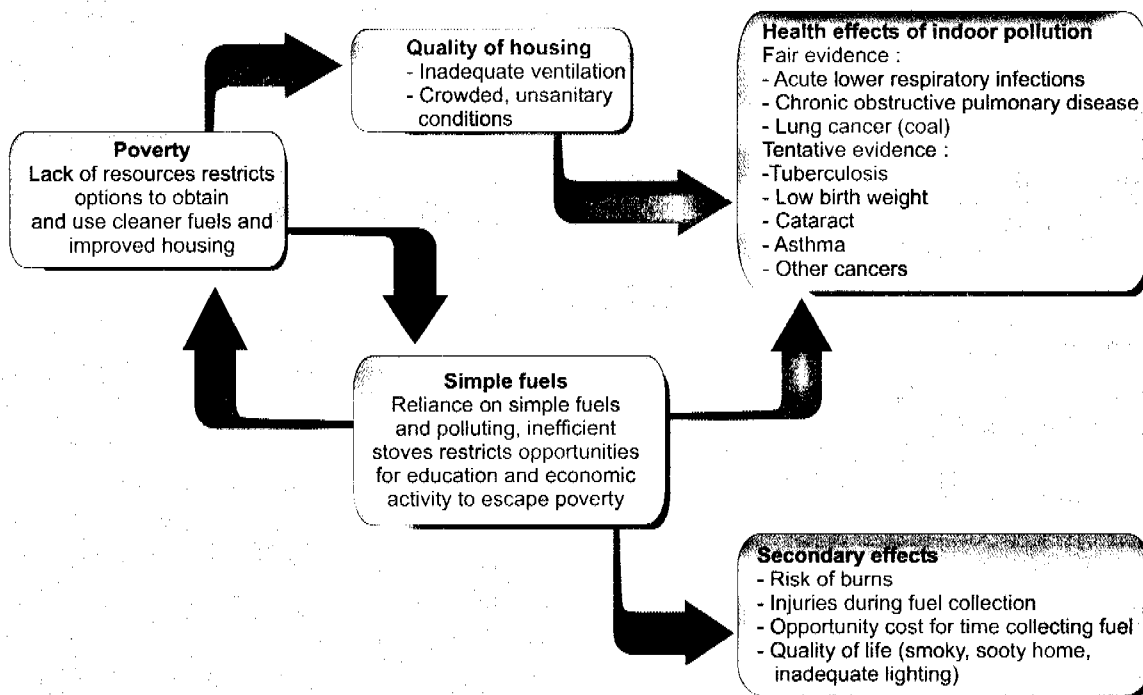 Quality of housing
- Inadequate ventilation
- Crowded, unsanitary
conditions
Health effects of indoor pollution
Fair evidence :
- Acute lower respiratory infections
- Chronic obstructive pulmonary disease
- Lung cancer (coal)
Tentative evidence :
-Tuberculosis
- Low birth weight
- Cataract
- Asthma
- Other cancers
Poverty
Lack of resources restricts
options to obtain
and use cleaner fuels and
improved housing
Simple fuels
Reliance on simple fuels
and polluting, inefficient
stoves restricts opportunities
for education and economic
activity to escape poverty
Secondary effects
- Risk of burns
- Injuries during fuel collection
- Opportunity cost for time collecting fuel
- Quality of life (smoky, sooty home,
inadequate lighting)